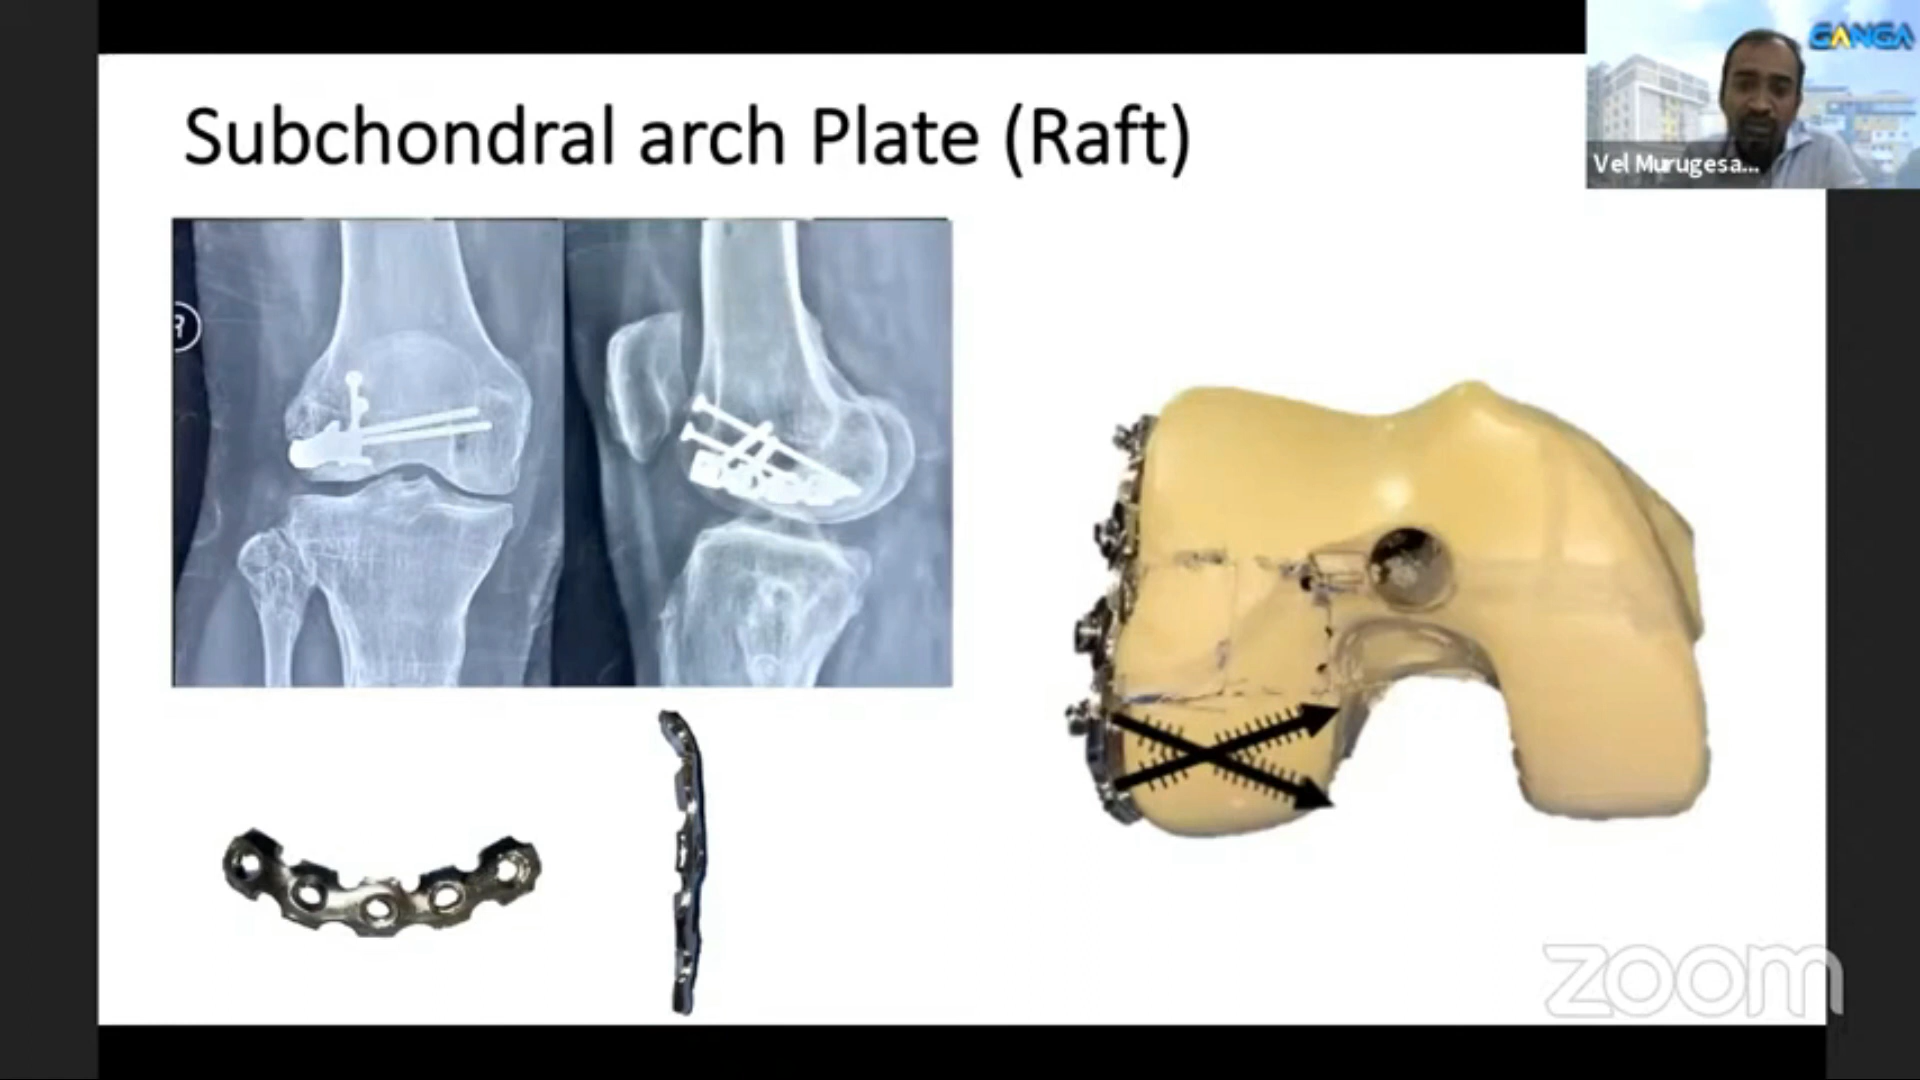 Subchondral arch Plate (Raft)
GANGA
Vel Murugesa...
R
zoom